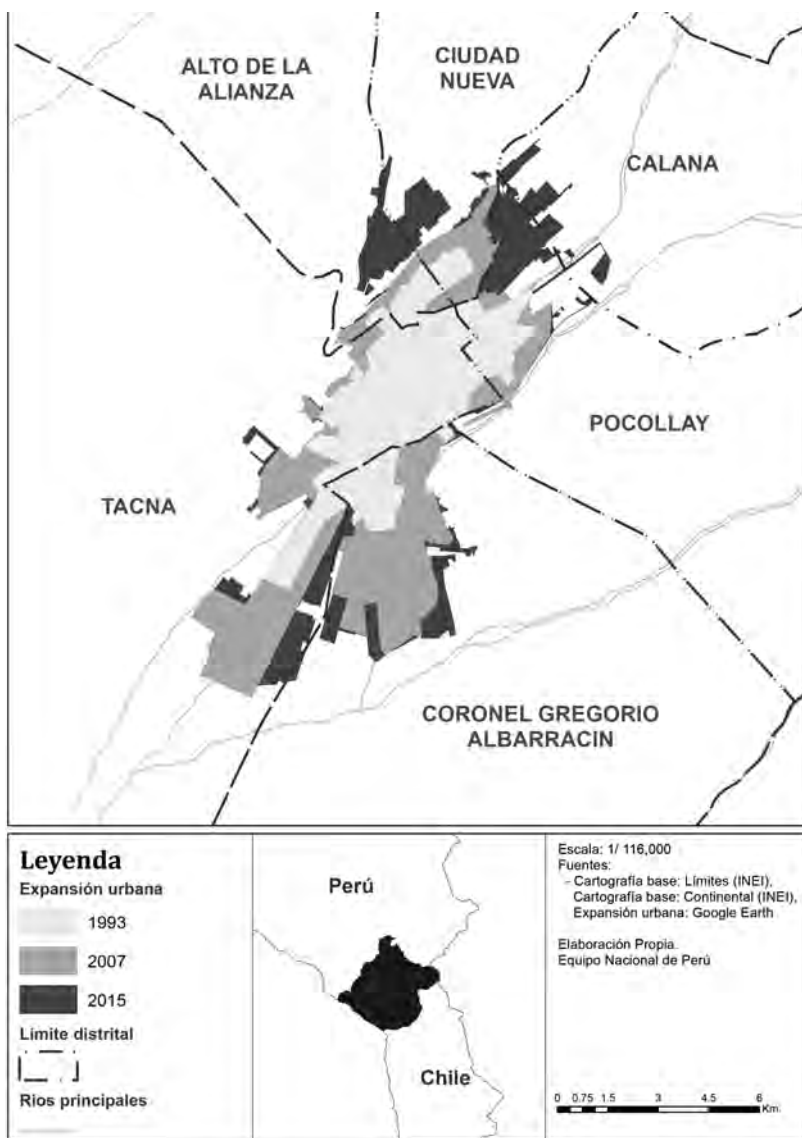 ALTO DE LA
ALIANZA
CIUDAD
NUEVA
CALANA
POCOLLAY
TACNA
CORONEL GREGORIO
ALBARRACIN
Leyenda
Expansión urbana
1993
2007
2015
Límite distrital
Ríos principales
Perú
Chile
Escala: 1/ 116,000
Fuentes:
- Cartografía base: Límites (INEI),
Cartografía base: Continental (INEI),
Expansión urbana: Google Earth
Elaboración Propia.
Equipo Nacional de Perú
0 0.75 1.5 3 4.5 6
Km.